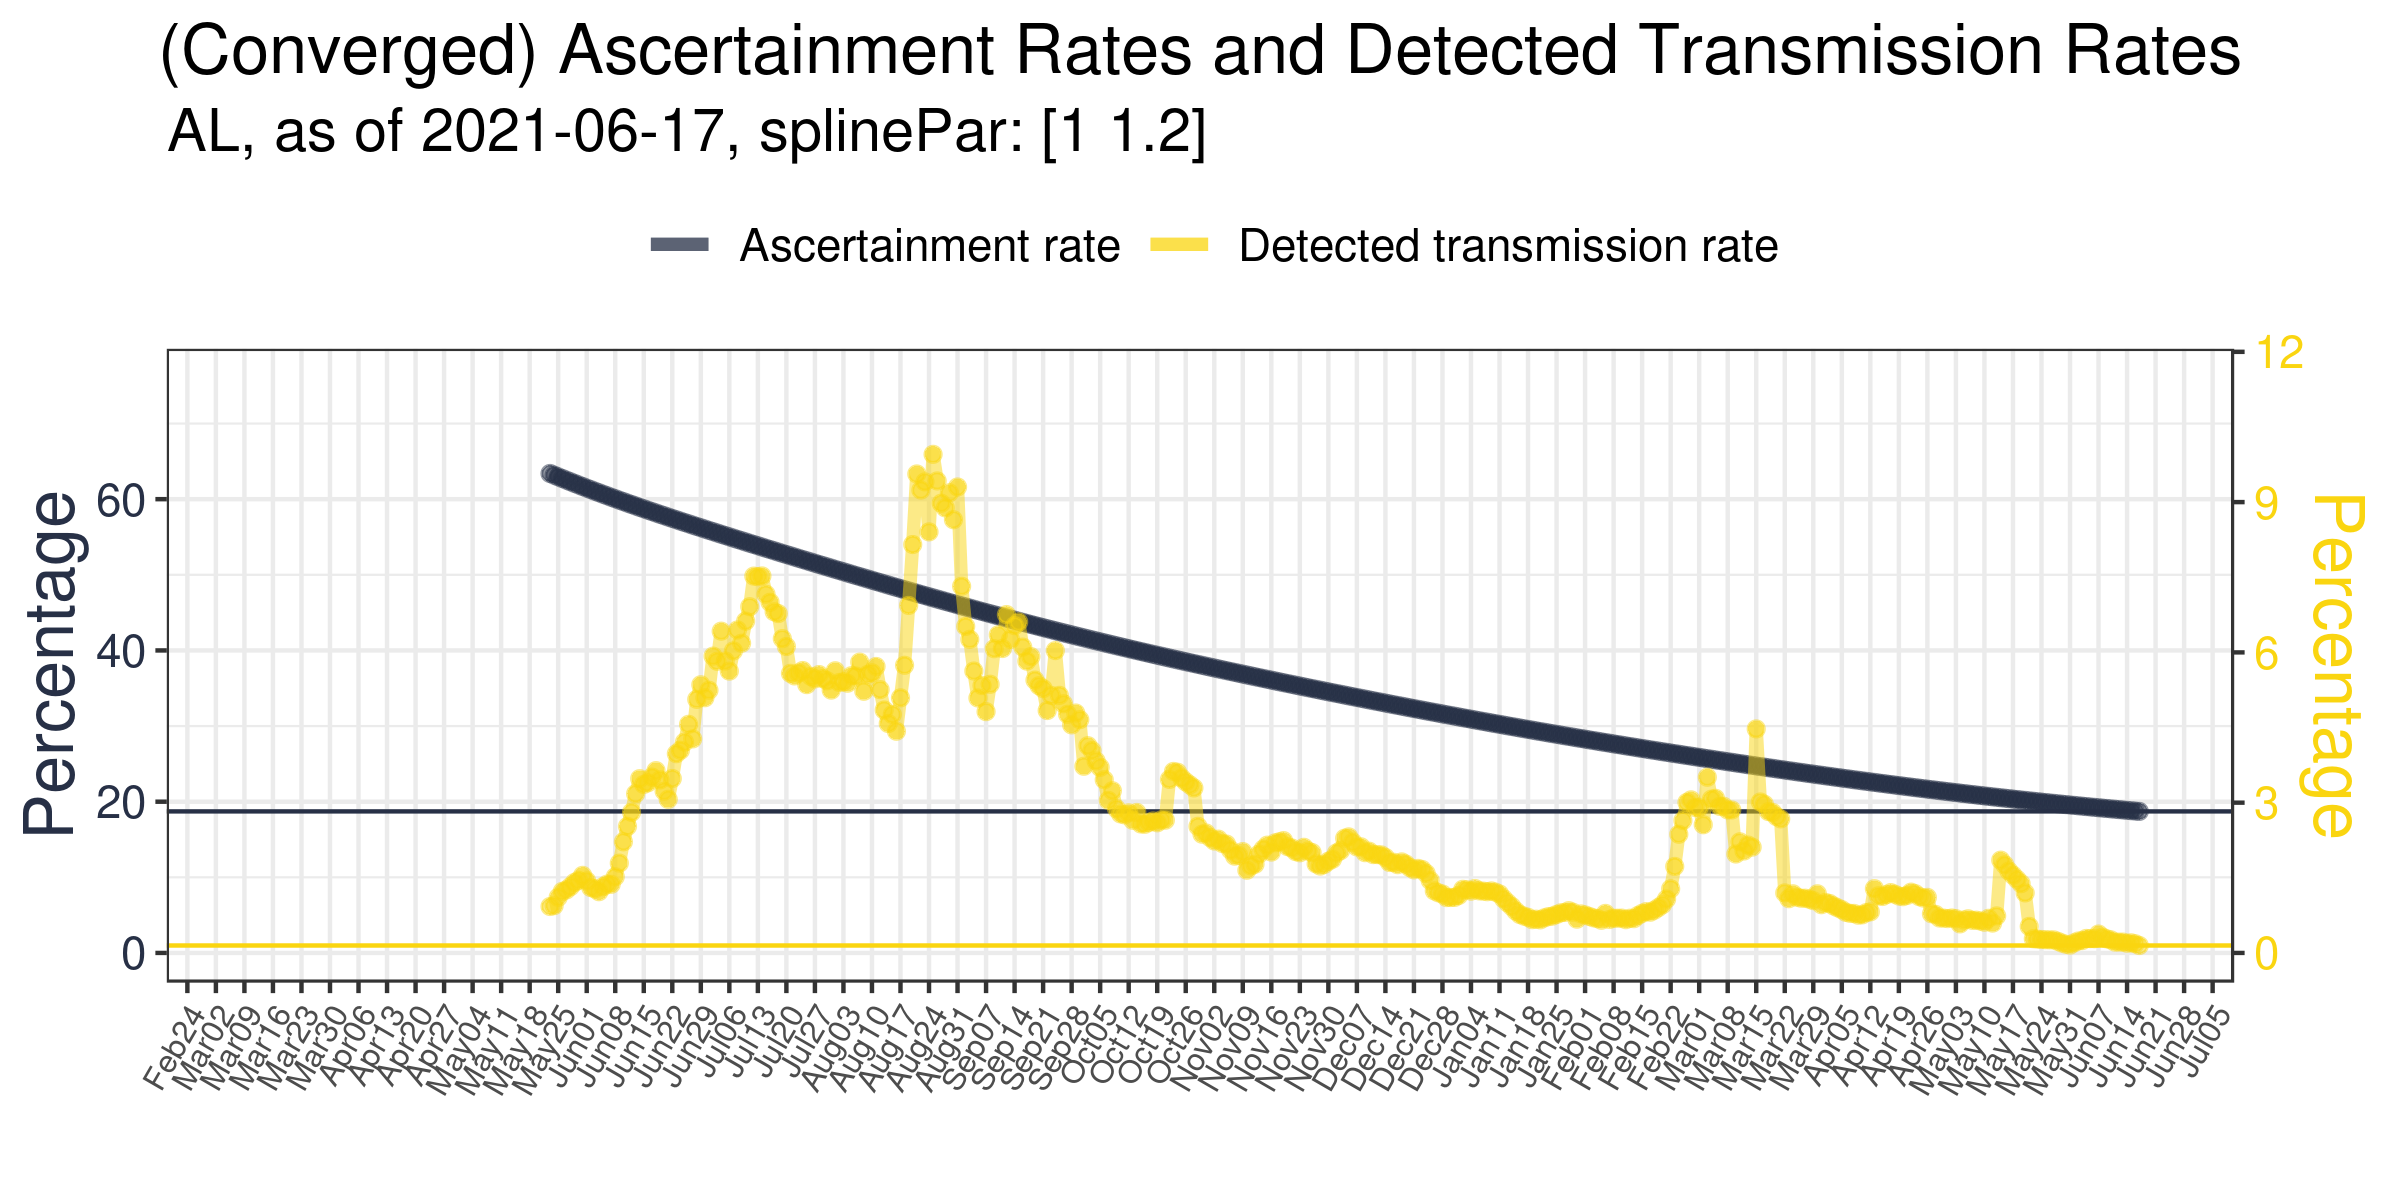 (Converged) Ascertainment Rates and Detected Transmission Rates
AL, as of 2021-06-17, splinePar: [1 1.2]
Ascertainment rate Detected transmission rate
Percentage
60
40
20
0
12
9
6
3
0
Percentage
Feb24
Mar02
Mar09
Mar16
Mar23
Mar30
Apr06
Apr13
Apr20
Apr27
May04
May11
May18
May25
Jun01
Jun08
Jun15
Jun22
Jun29
Jul06
Jul13
Jul20
Jul27
Aug03
Aug10
Aug17
Aug24
Aug31
Sep07
Sep14
Sep21
Sep28
Oct05
Oct12
Oct19
Oct26
Nov02
Nov09
Nov16
Nov23
Nov30
Dec07
Dec14
Dec21
Dec28
Jan04
Jan11
Jan18
Jan25
Feb01
Feb08
Feb15
Feb22
Mar01
Mar08
Mar15
Mar22
Mar29
Apr05
Apr12
Apr19
Apr26
May03
May10
May17
May24
May31
Jun07
Jun14
Jun21
Jun28
Jul05